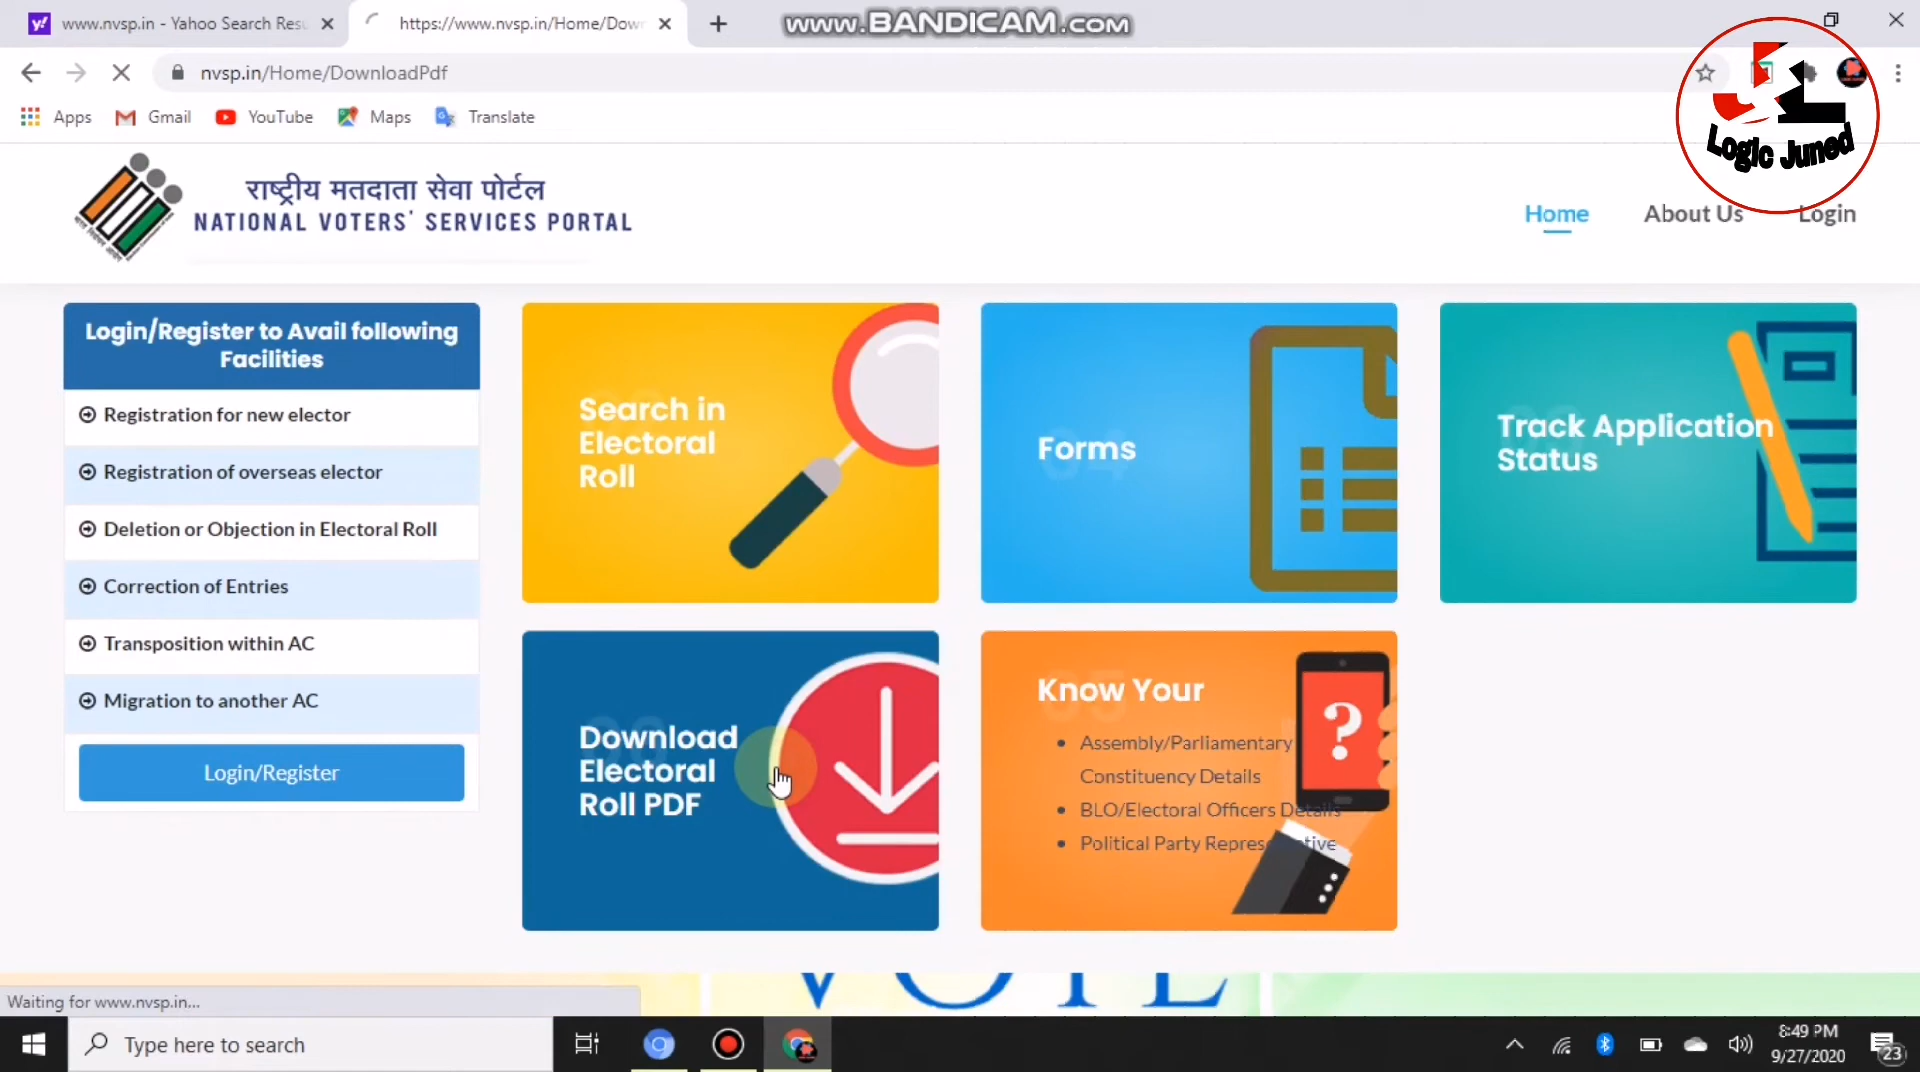 www.nvsp.in - Yahoo Search Resu
https://www.nvsp.in/Home/Down
www.BANDICAM.com
nvsp.in/Home/DownloadPdf
Apps
Gmail
YouTube
Maps
Translate
JL
Logic Juned
राष्ट्रीय मतदाता सेवा पोर्टल
NATIONAL VOTERS' SERVICES PORTAL
Home
About Us
Login
Login/Register to Avail following
Facilities
Registration for new elector
Registration of overseas elector
Deletion or Objection in Electoral Roll
Correction of Entries
Transposition within AC
Migration to another AC
Login/Register
Search in
Electoral
Roll
04
Forms
Track Application
Status
Download
Electoral
Roll PDF
05
Know Your
Assembly/Parliamentary
Constituency Details
BLO/Electoral Officers Details
Political Party Representative
VOTE
Waiting for www.nvsp.in...
Type here to search
8:49 PM
9/27/2020
23